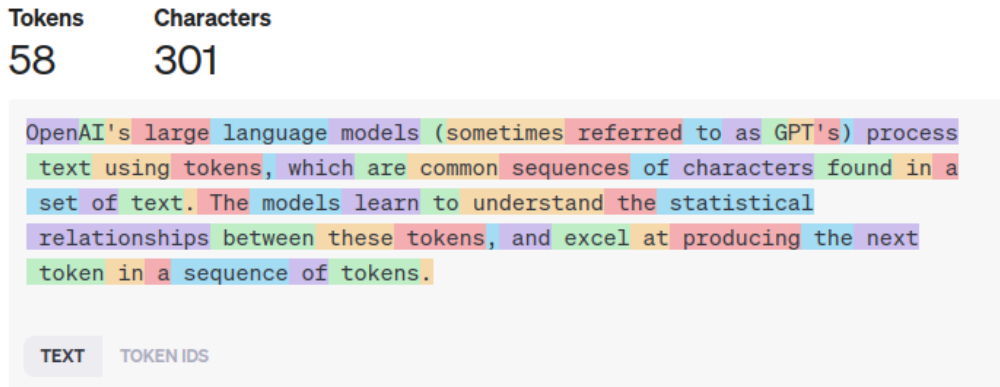 Tokens Characters
58 301
OpenAI's large language models (sometimes referred to as GPT's) process
text using tokens, which are common sequences of characters found in a
set of text. The models learn to understand the statistical
relationships between these tokens, and excel at producing the next
token in a sequence of tokens.
TEXT TOKEN IDS